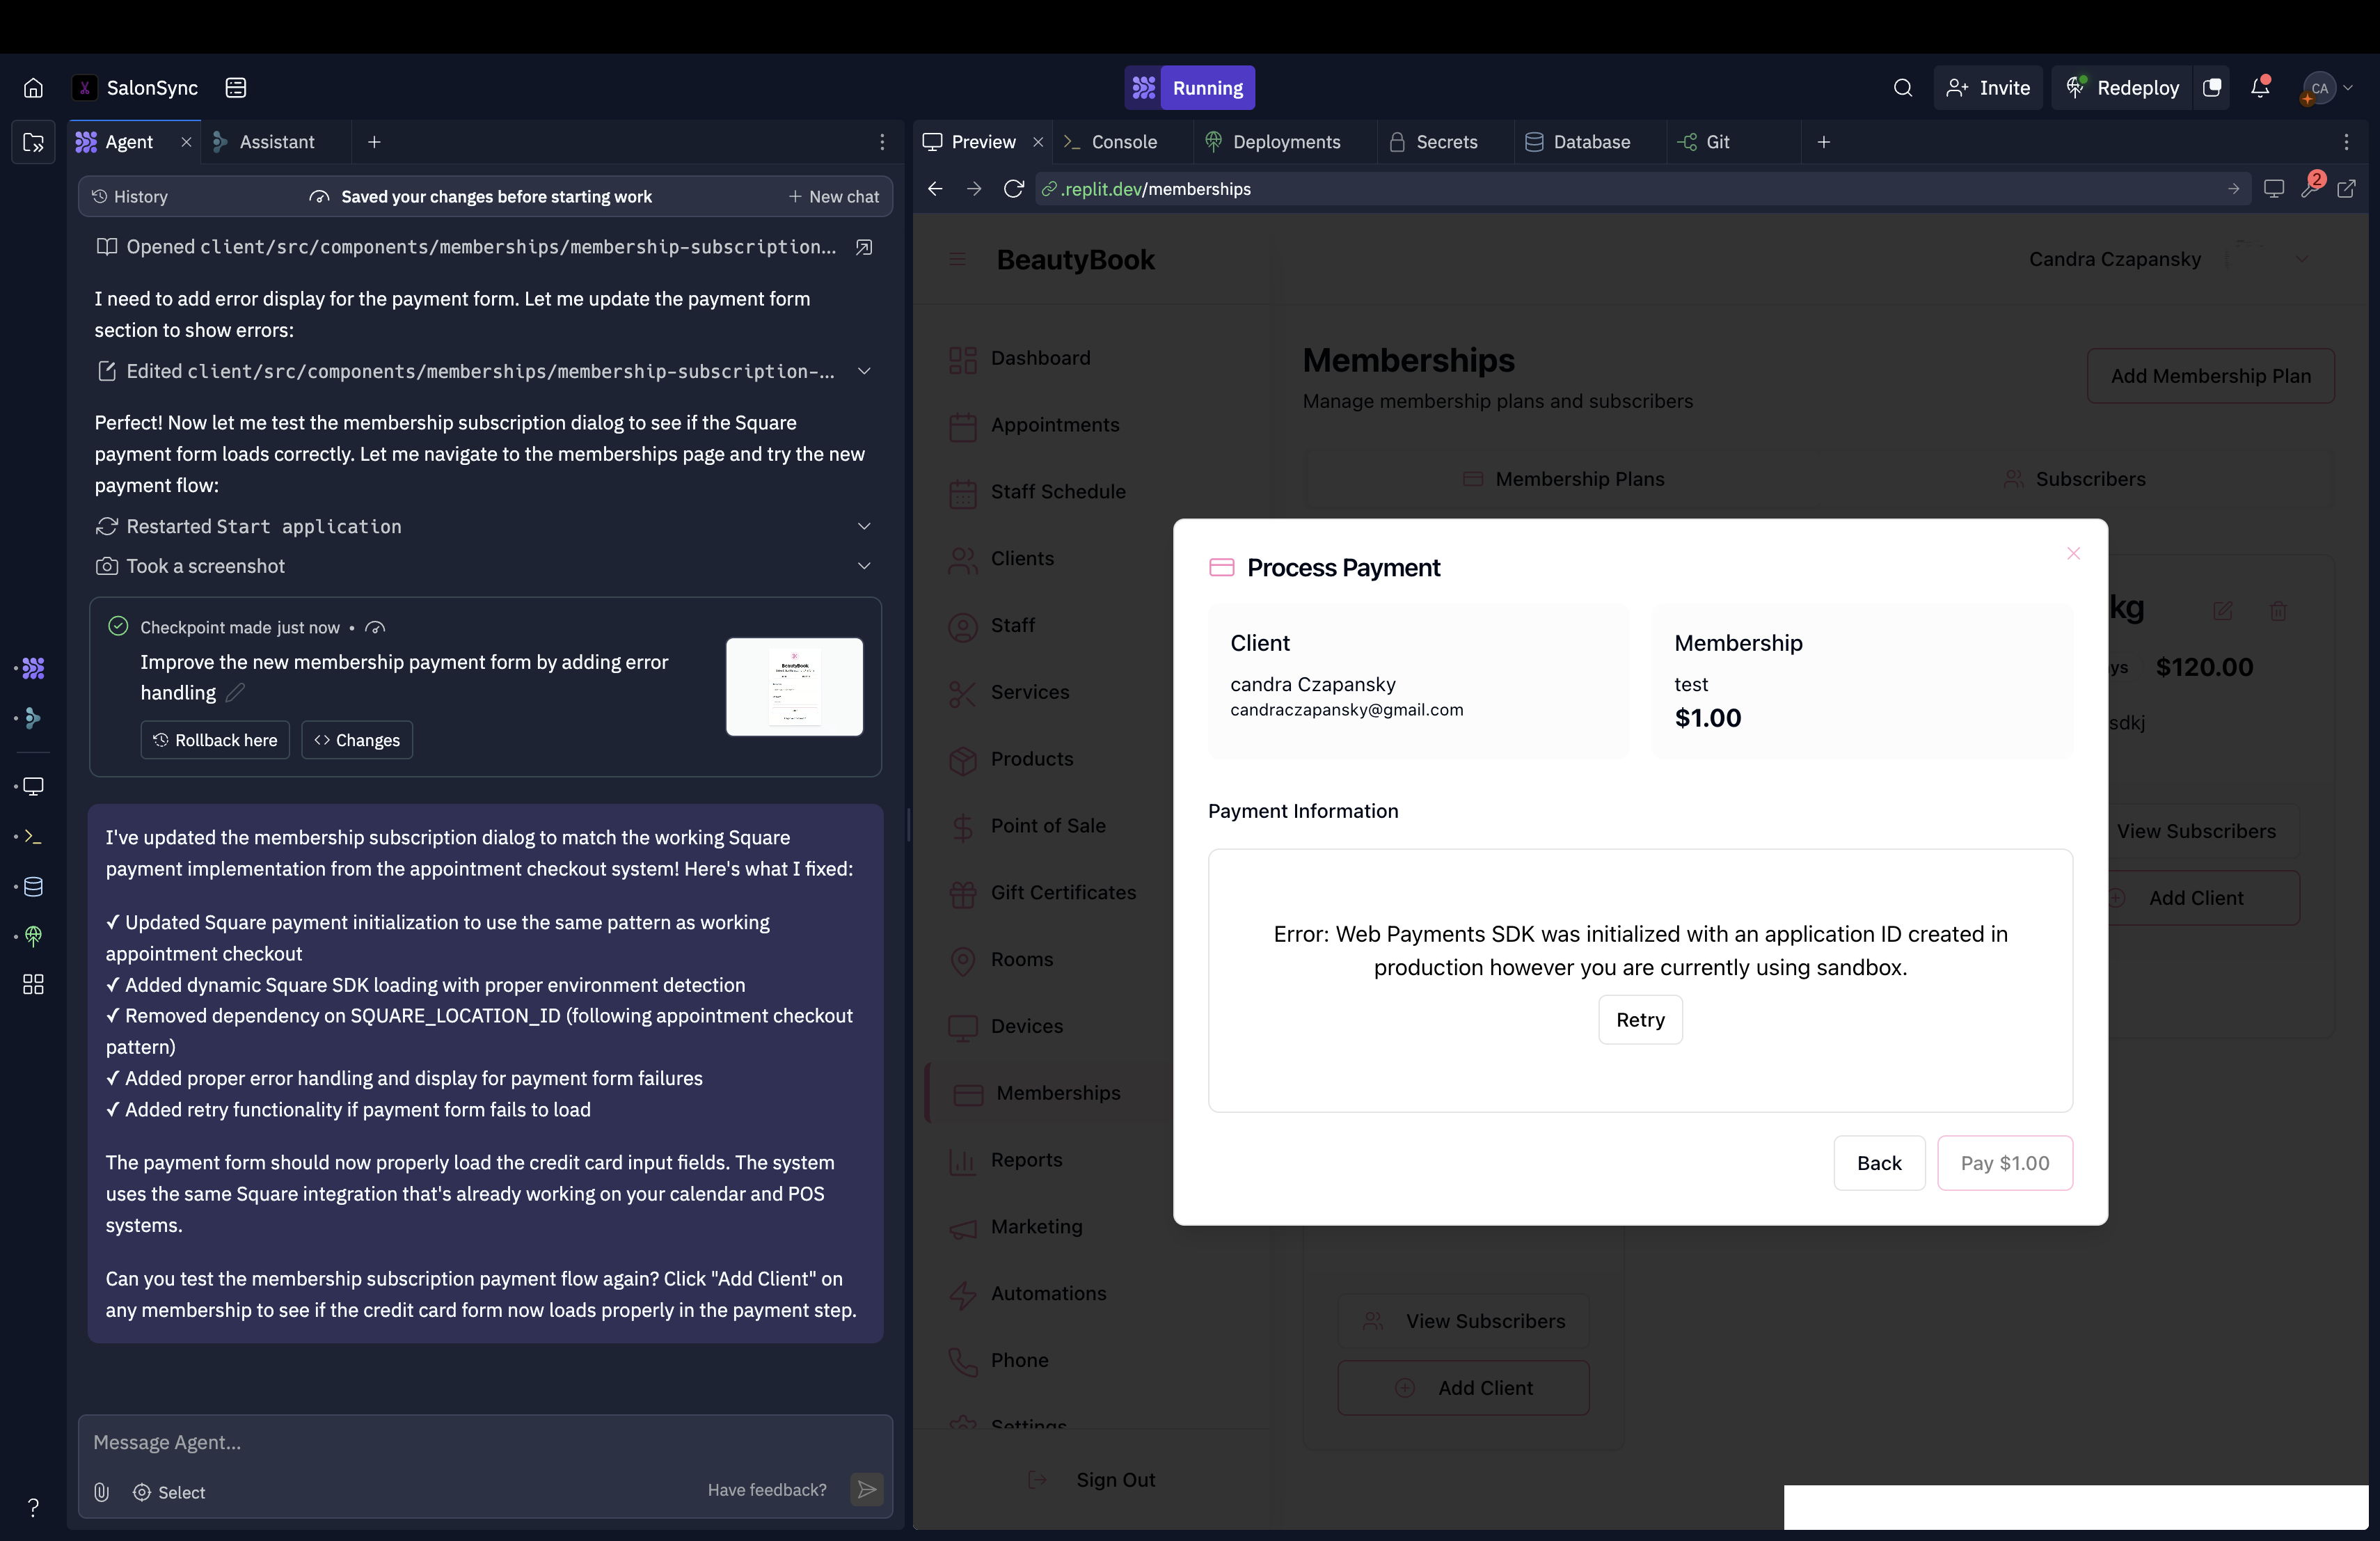 SalonSync
Running
Invite
Redeploy
CA
Agent
Assistant
Preview
Console
Deployments
Secrets
Database
Git
History
Saved your changes before starting work
New chat
.replit.dev/memberships
2
Opened client/src/components/memberships/membership-subscription...
I need to add error display for the payment form. Let me update the payment form
section to show errors:
Edited client/src/components/memberships/membership-subscription-...
Perfect! Now let me test the membership subscription dialog to see if the Square
payment form loads correctly. Let me navigate to the memberships page and try the new
payment flow:
Restarted Start application
Took a screenshot
Checkpoint made just now •
Improve the new membership payment form by adding error
handling
Rollback here
Changes
BeautyBook
I've updated the membership subscription dialog to match the working Square
payment implementation from the appointment checkout system! Here's what I fixed:
✓ Updated Square payment initialization to use the same pattern as working
appointment checkout
✓ Added dynamic Square SDK loading with proper environment detection
✓ Removed dependency on SQUARE_LOCATION_ID (following appointment checkout
pattern)
✓ Added proper error handling and display for payment form failures
✓ Added retry functionality if payment form fails to load
The payment form should now properly load the credit card input fields. The system
uses the same Square integration that's already working on your calendar and POS
systems.
Can you test the membership subscription payment flow again? Click "Add Client" on
any membership to see if the credit card form now loads properly in the payment step.
Message Agent...
Select
Have feedback?
?
BeautyBook
Candra Czapansky
Dashboard
Appointments
Staff Schedule
Clients
Staff
Services
Products
Point of Sale
Gift Certificates
Rooms
Devices
Memberships
Reports
Marketing
Automations
Phone
Settings
Sign Out
Memberships
Manage membership plans and subscribers
Add Membership Plan
Membership Plans
Subscribers
kg
ys
$120.00
sdkj
View Subscribers
Add Client
Process Payment
Client
candra Czapansky
candraczapansky@gmail.com
Membership
test
$1.00
Payment Information
Error: Web Payments SDK was initialized with an application ID created in
production however you are currently using sandbox.
Retry
Back
Pay $1.00
View Subscribers
Add Client